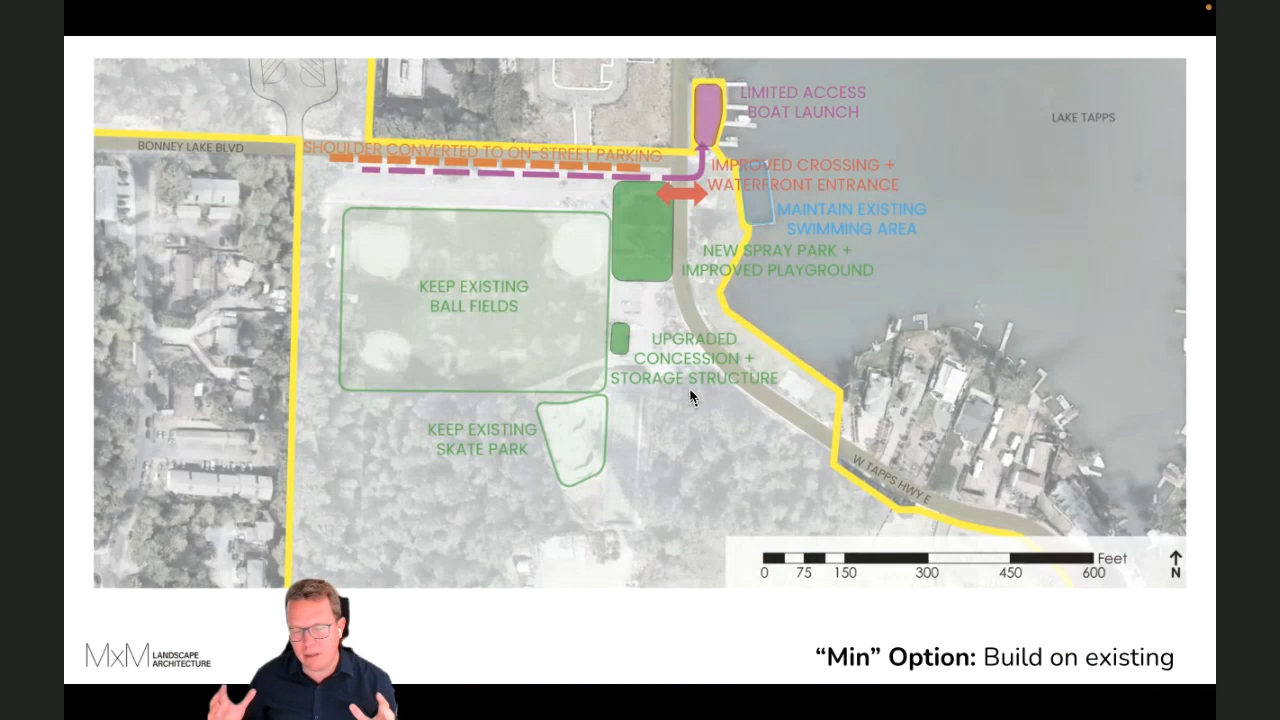 LIMITED ACCESS
BOAT LAUNCH
LAKE TAPPS
BONNEY LAKE BLVD
SHOULDER CONVERTED TO ON-STREET PARKING
IMPROVED CROSSING +
WATERFRONT ENTRANCE
MAINTAIN EXISTING
SWIMMING AREA
NEW SPRAY PARK +
IMPROVED PLAYGROUND
KEEP EXISTING
BALL FIELDS
UPGRADED
CONCESSION +
STORAGE STRUCTURE
KEEP EXISTING
SKATE PARK
W TAPPS HWY E
Feet
0 75 150 300 450 600
N
MxM LANDSCAPE
ARCHITECTURE
“Min” Option: Build on existing